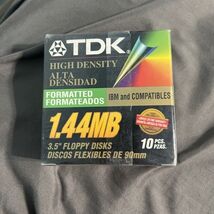 TDK
HIGH DENSITY
ALTA
DENSIDAD
FORMATTED
FORMATEADOS
IBM and COMPATIBLES
1.44MB
10 PCS.
PZAS.
3.5" FLOPPY DISKS
DISCOS FLEXIBLES DE 90mm